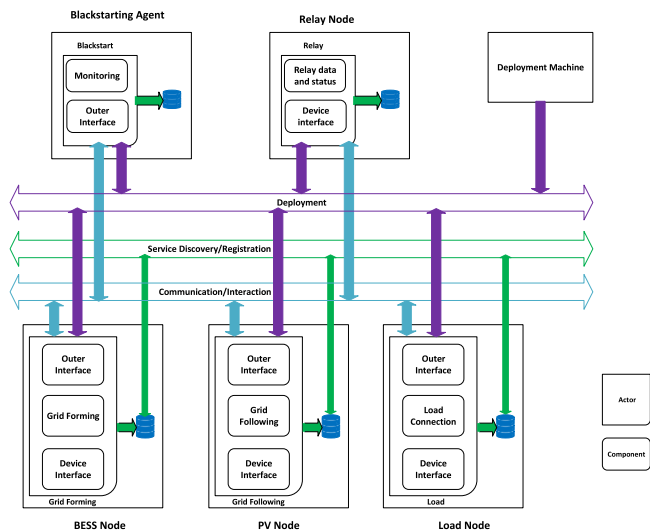 Blackstarting Agent
Relay Node
Blackstart
Relay
Monitoring
Relay data
and status
Deployment Machine
Outer
Interface
Device
interface
Deployment
Service Discovery/Registration
Communication/Interaction
Outer
Interface
Outer
Interface
Outer
Interface
Grid Forming
Grid
Following
Load
Connection
Device
Interface
Device
Interface
Device
Interface
Grid Forming
Grid Following
Load
Actor
Component
BESS Node
PV Node
Load Node